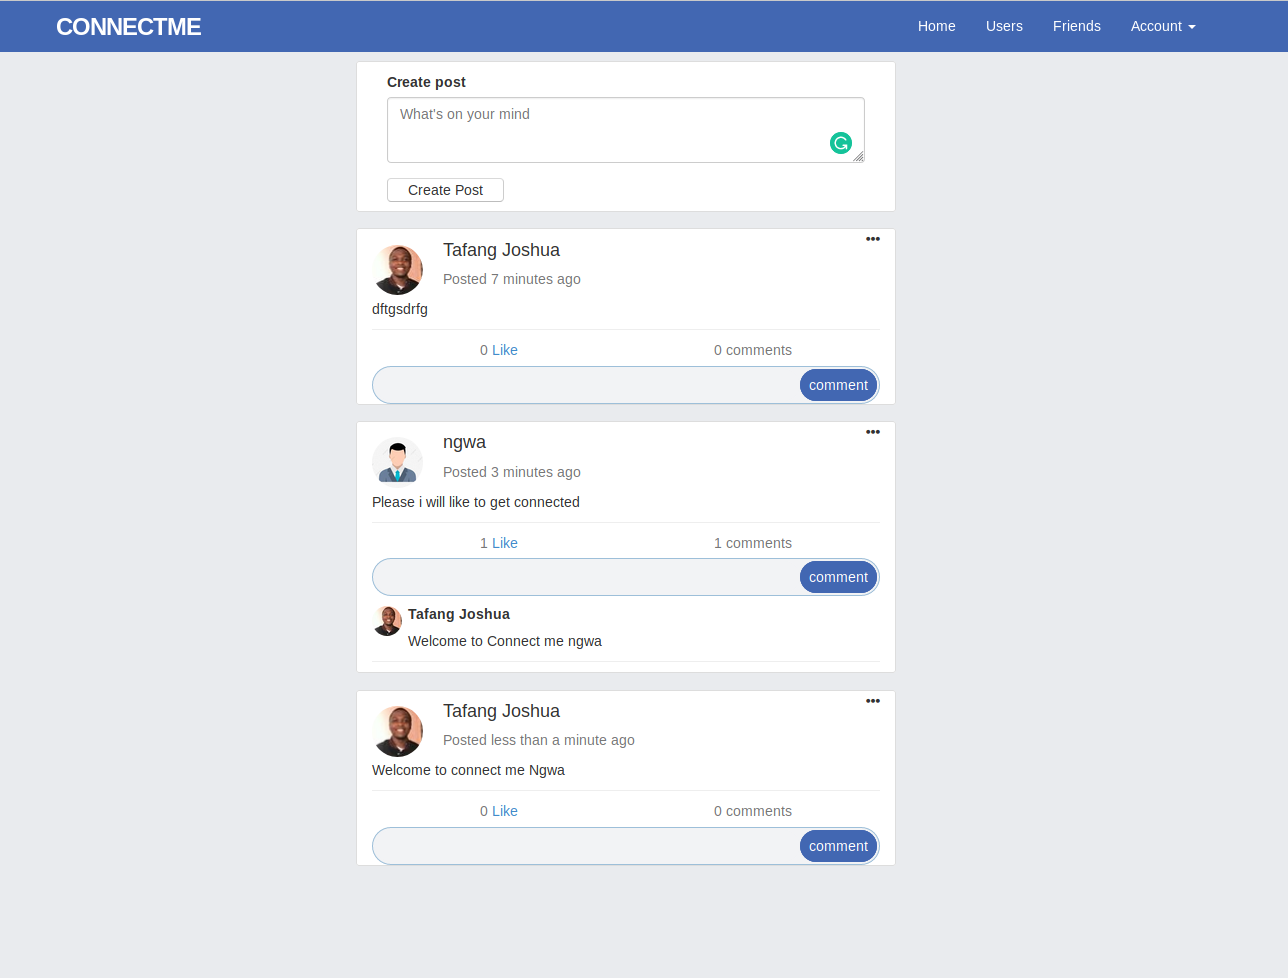 CONNECTME
Home Users Friends Account
Create post
What's on your mind
Create Post
Tafang Joshua
Posted 7 minutes ago
dftgsdrfg
0 Like 0 comments
comment
ngwa
Posted 3 minutes ago
Please i will like to get connected
1 Like 1 comments
comment
Tafang Joshua
Welcome to Connect me ngwa
Tafang Joshua
Posted less than a minute ago
Welcome to connect me Ngwa
0 Like 0 comments
comment